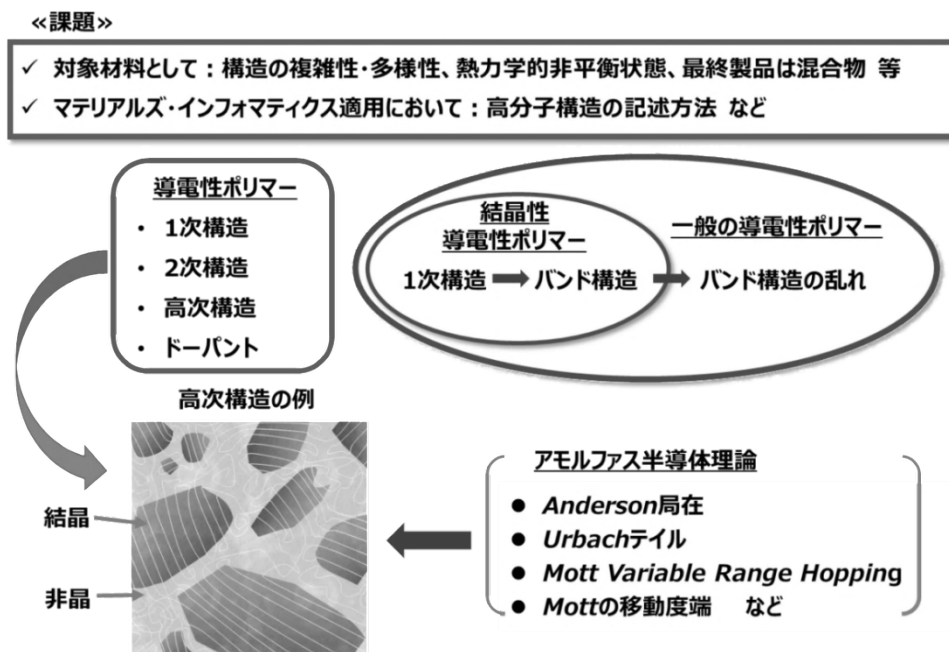 ≪課題≫
✓ 対象材料として：構造の複雑性・多様性、熱力学的非平衡状態、最終製品は混合物 等
✓ マテリアルズ・インフォマティクス適用において：高分子構造の記述方法 など
導電性ポリマー
・ 1次構造
・ 2次構造
・ 高次構造
・ ドーパント
結晶性
導電性ポリマー
1次構造 ➡ バンド構造
一般の導電性ポリマー
➡ バンド構造の乱れ
高次構造の例
結晶
非晶
アモルファス半導体理論
● Anderson局在
● Urbachテイル
● Mott Variable Range Hopping
● Mottの移動度端 など